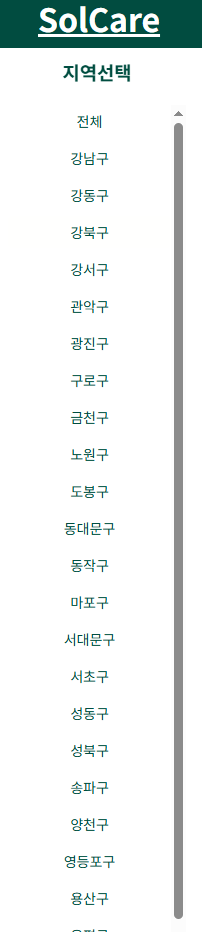 SolCare
지역선택
전체
강남구
강동구
강북구
강서구
관악구
광진구
구로구
금천구
노원구
도봉구
동대문구
동작구
마포구
서대문구
서초구
성동구
성북구
송파구
양천구
영등포구
용산구